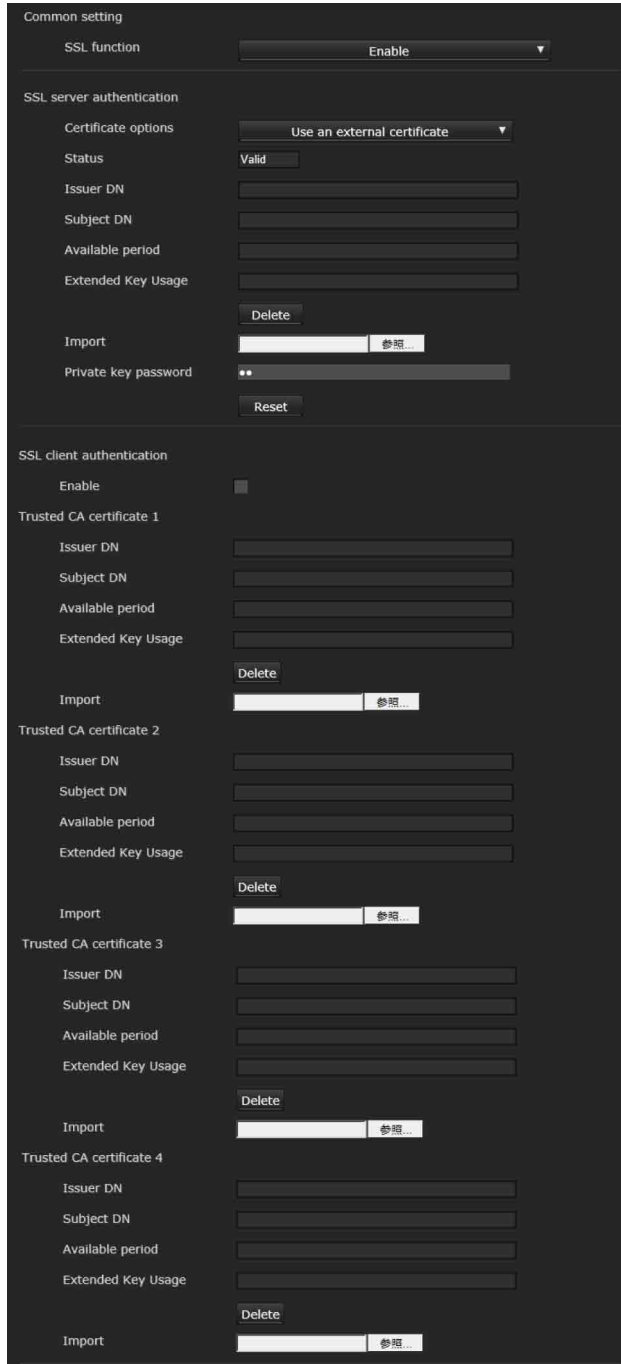 Common setting
SSL function Enable ▼
SSL server authentication
Certificate options Use an external certificate ▼
Status Valid
Issuer DN
Subject DN
Available period
Extended Key Usage
Delete
Import 参照...
Private key password ●●
Reset
SSL client authentication
Enable
Trusted CA certificate 1
Issuer DN
Subject DN
Available period
Extended Key Usage
Delete
Import 参照...
Trusted CA certificate 2
Issuer DN
Subject DN
Available period
Extended Key Usage
Delete
Import 参照...
Trusted CA certificate 3
Issuer DN
Subject DN
Available period
Extended Key Usage
Delete
Import 参照...
Trusted CA certificate 4
Issuer DN
Subject DN
Available period
Extended Key Usage
Delete
Import 参照...